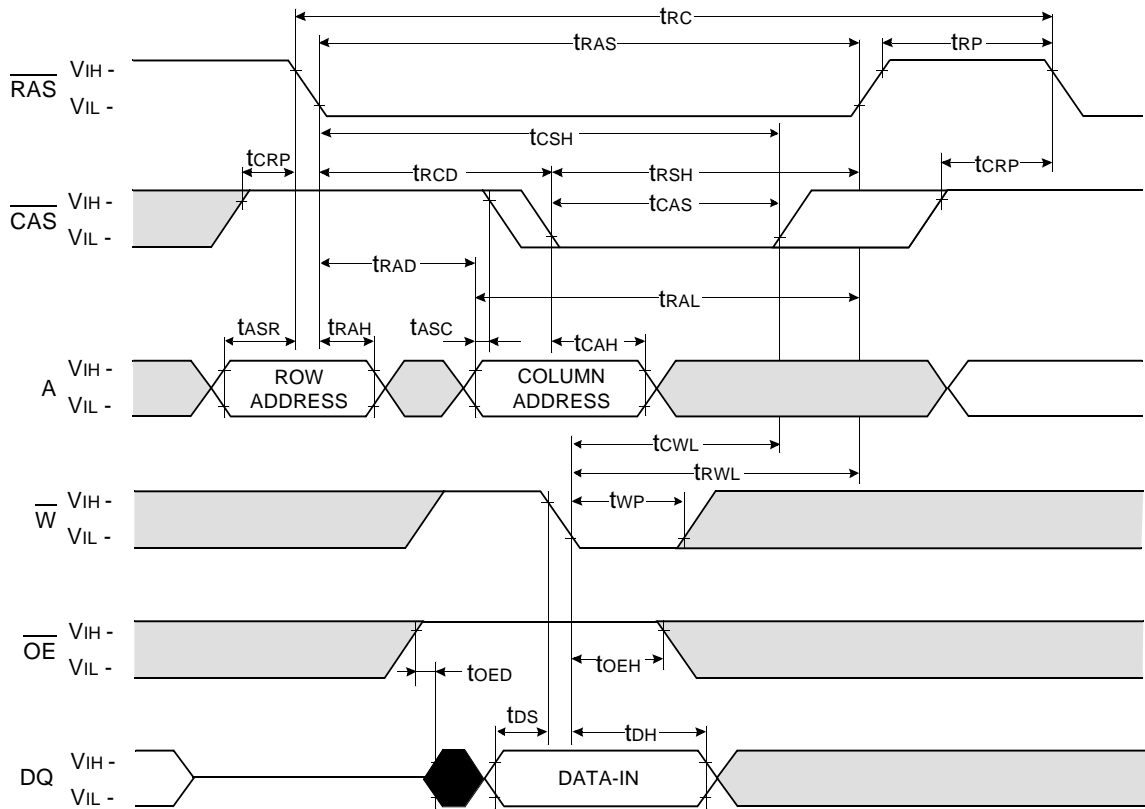 tRC
tRAS
tRP
RAS
VIH -
VIL -
tCSH
tCRP
tRCD
tRSH
tCRP
CAS
VIH -
VIL -
tCAS
tRAD
tRAL
tASR
tRAH
tASC
tCAH
A
VIH -
VIL -
ROW
ADDRESS
COLUMN
ADDRESS
tCWL
tRWL
W
VIH -
VIL -
tWP
OE
VIH -
VIL -
tOED
tOEH
tDS
tDH
DQ
VIH -
VIL -
DATA-IN